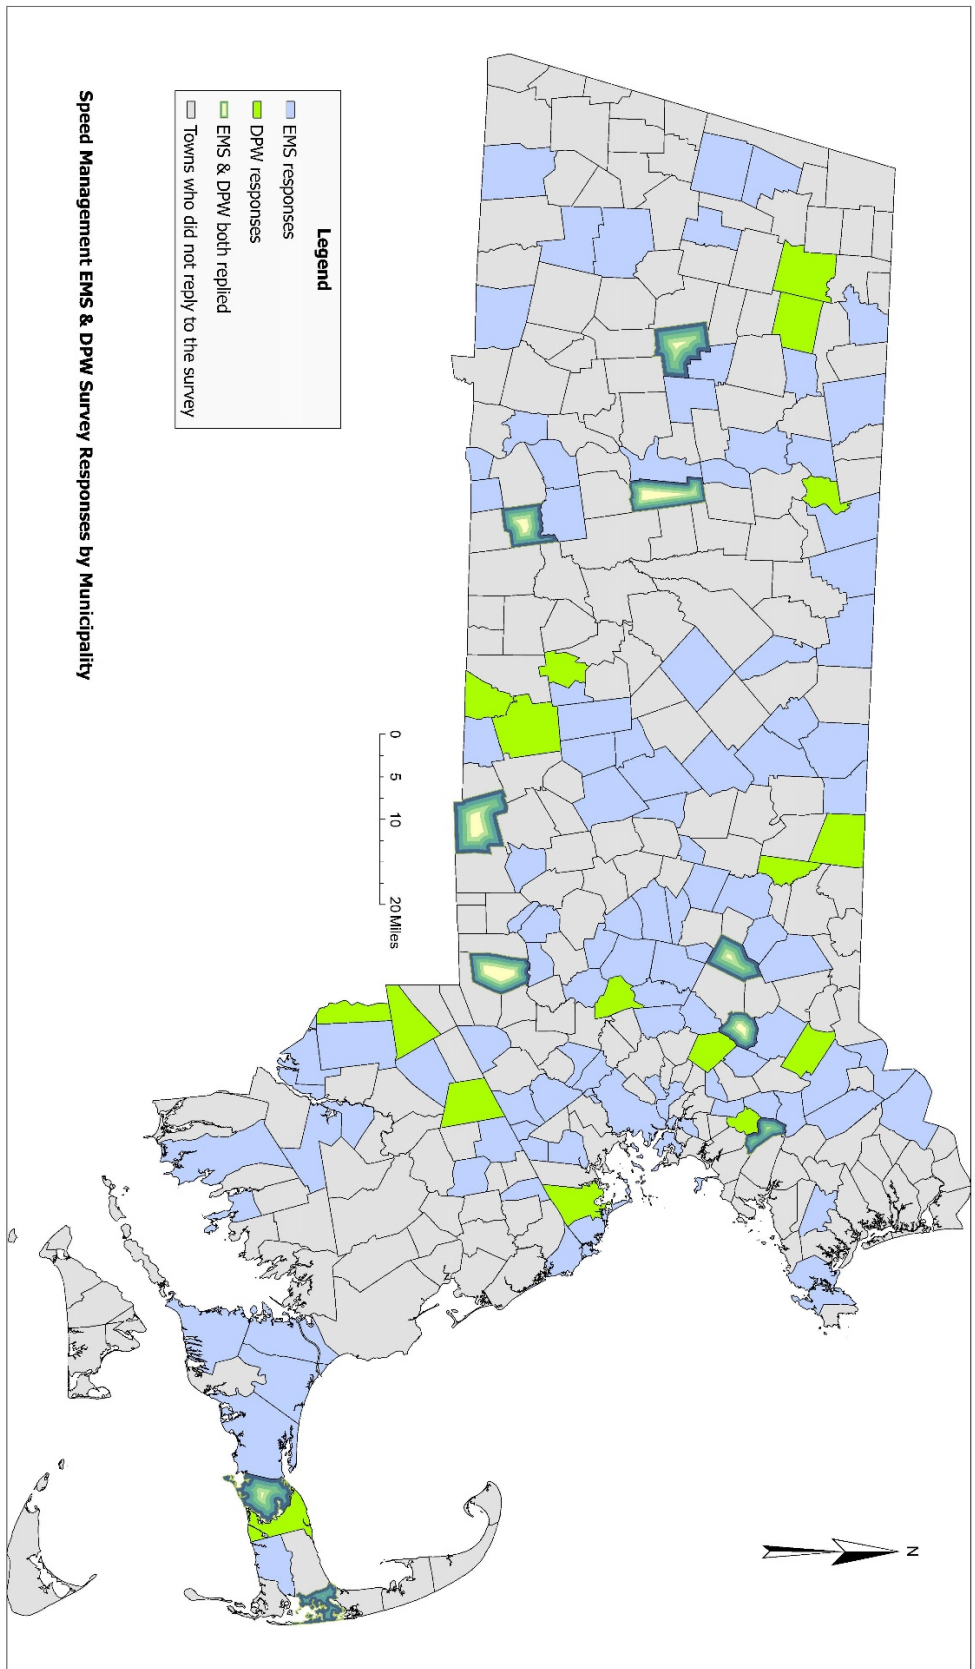 N
Legend
EMS responses
DPW responses
EMS & DPW both replied
Towns who did not reply to the survey
0 5 10 20 Miles
Speed Management EMS & DPW Survey Responses by Municipality